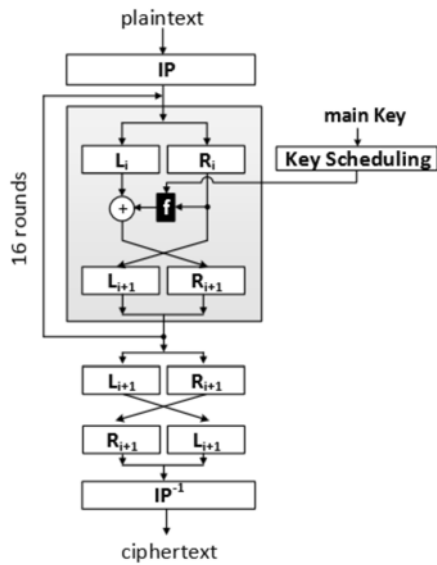 plaintext
IP
main Key
Key Scheduling
16 rounds
Lᵢ Rᵢ
+ f
Lᵢ₊₁ Rᵢ₊₁
Lᵢ₊₁ Rᵢ₊₁
Rᵢ₊₁ Lᵢ₊₁
IP⁻¹
ciphertext